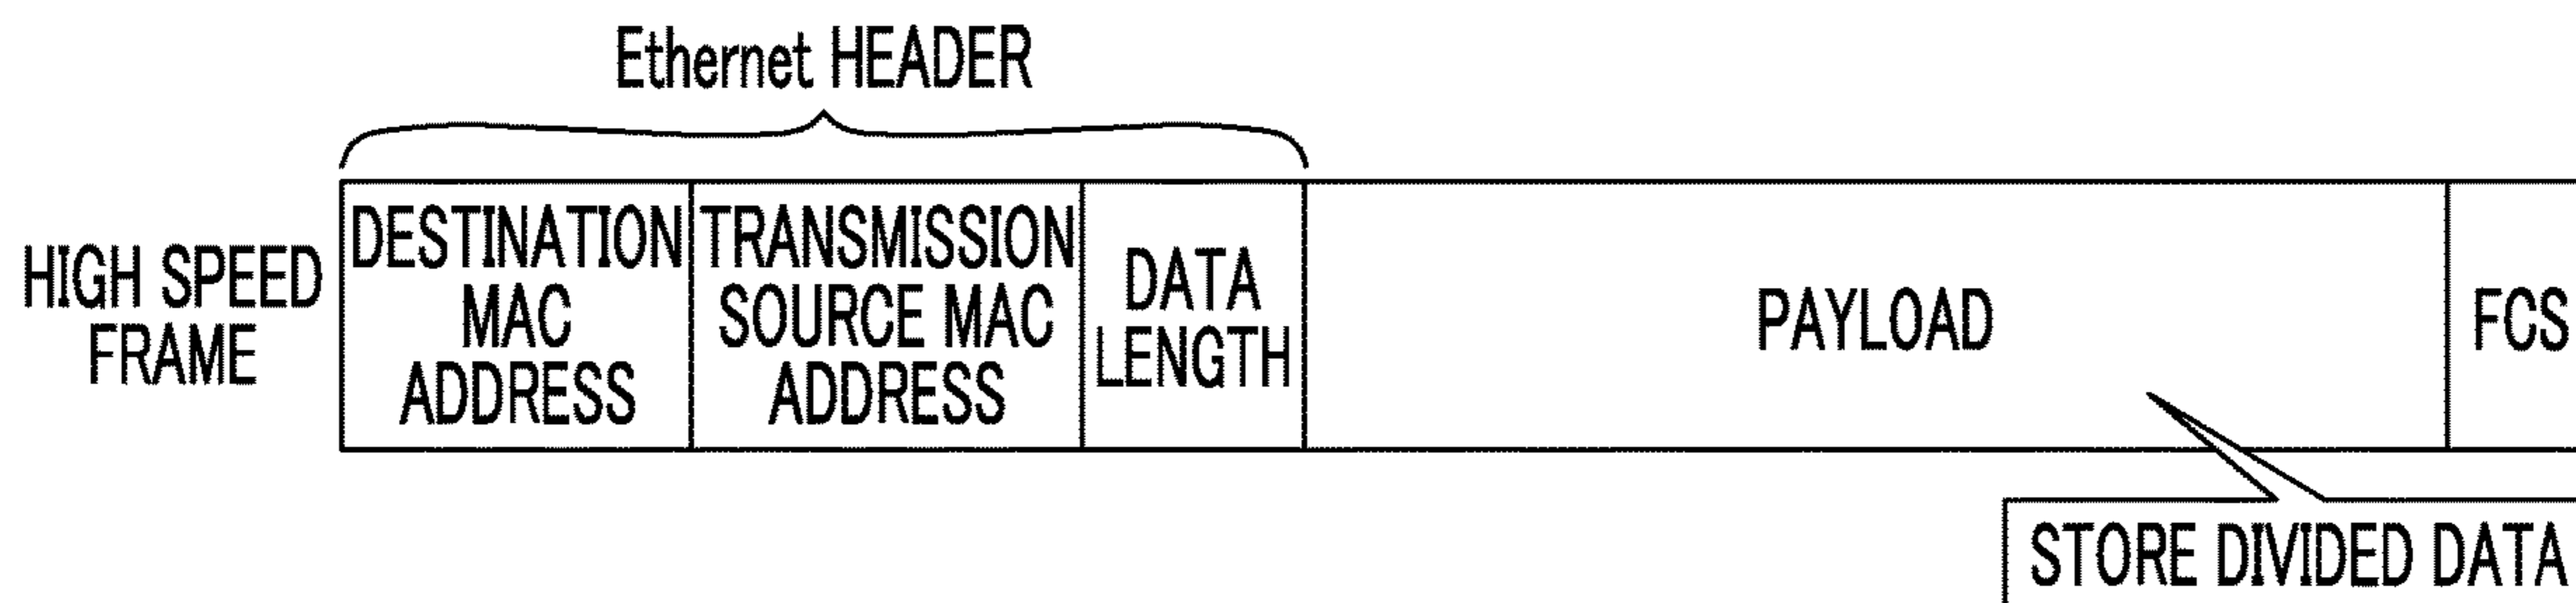 Ethernet HEADER
HIGH SPEED
FRAME
DESTINATION
MAC
ADDRESS
TRANSMISSION
SOURCE MAC
ADDRESS
DATA
LENGTH
PAYLOAD
FCS
STORE DIVIDED DATA